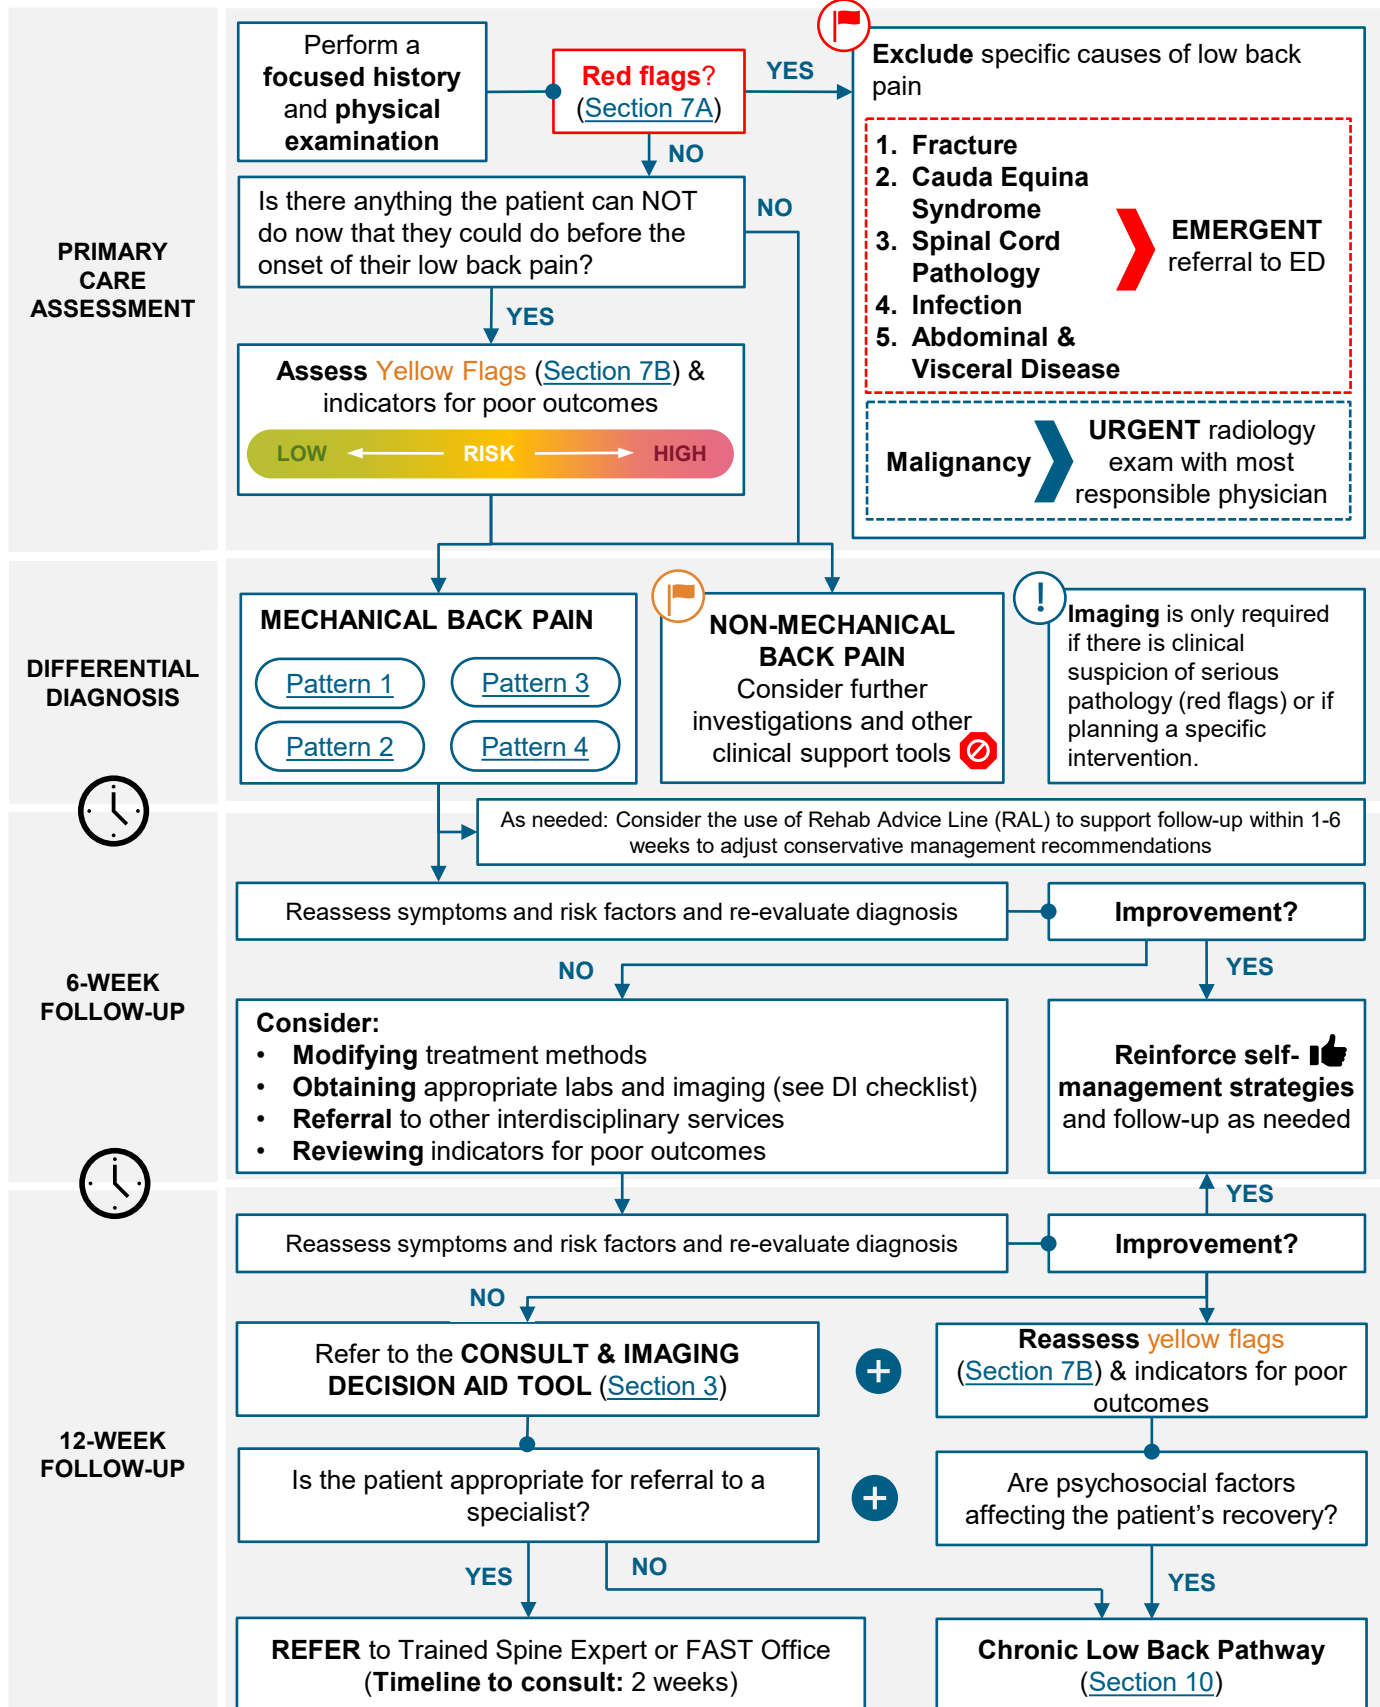 PRIMARY
CARE
ASSESSMENT
Perform a
focused history
and physical
examination
Red flags?
(Section 7A)
YES
NO
Exclude specific causes of low back
pain
1. Fracture
2. Cauda Equina
Syndrome
3. Spinal Cord
Pathology
4. Infection
5. Abdominal &
Visceral Disease
EMERGENT
referral to ED
Malignancy
URGENT radiology
exam with most
responsible physician
Is there anything the patient can NOT
do now that they could do before the
onset of their low back pain?
NO
YES
Assess Yellow Flags (Section 7B) &
indicators for poor outcomes
LOW RISK HIGH
DIFFERENTIAL
DIAGNOSIS
MECHANICAL BACK PAIN
Pattern 1 Pattern 3
Pattern 2 Pattern 4
NON-MECHANICAL
BACK PAIN
Consider further
investigations and other
clinical support tools
!
Imaging is only required
if there is clinical
suspicion of serious
pathology (red flags) or if
planning a specific
intervention.
As needed: Consider the use of Rehab Advice Line (RAL) to support follow-up within 1-6
weeks to adjust conservative management recommendations
6-WEEK
FOLLOW-UP
Reassess symptoms and risk factors and re-evaluate diagnosis
Improvement?
NO
YES
Consider:
• Modifying treatment methods
• Obtaining appropriate labs and imaging (see DI checklist)
• Referral to other interdisciplinary services
• Reviewing indicators for poor outcomes
Reinforce self-
management strategies
and follow-up as needed
YES
12-WEEK
FOLLOW-UP
Reassess symptoms and risk factors and re-evaluate diagnosis
Improvement?
NO
Refer to the CONSULT & IMAGING
DECISION AID TOOL (Section 3)
+
Reassess yellow flags
(Section 7B) & indicators for poor
outcomes
Is the patient appropriate for referral to a
specialist?
+
Are psychosocial factors
affecting the patient's recovery?
YES
NO
YES
REFER to Trained Spine Expert or FAST Office
(Timeline to consult: 2 weeks)
Chronic Low Back Pathway
(Section 10)